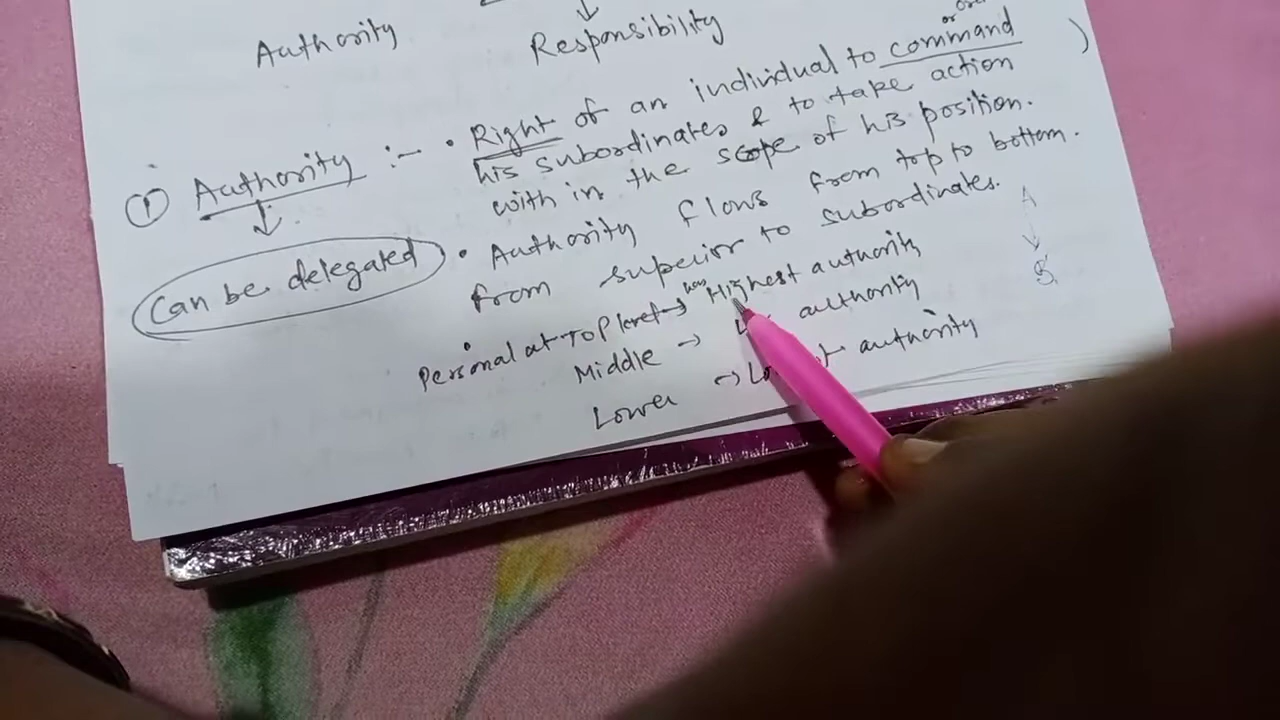 Authority
Responsibility
① Authority :- • Right of an individual to command
his subordinates & to take action
with in the scope of his position.
Can be delegated
• Authority flows from top to bottom.
from superior to subordinates.
Personal at Top level → has Highest authority
Middle → authority
Lower → authority
A
S